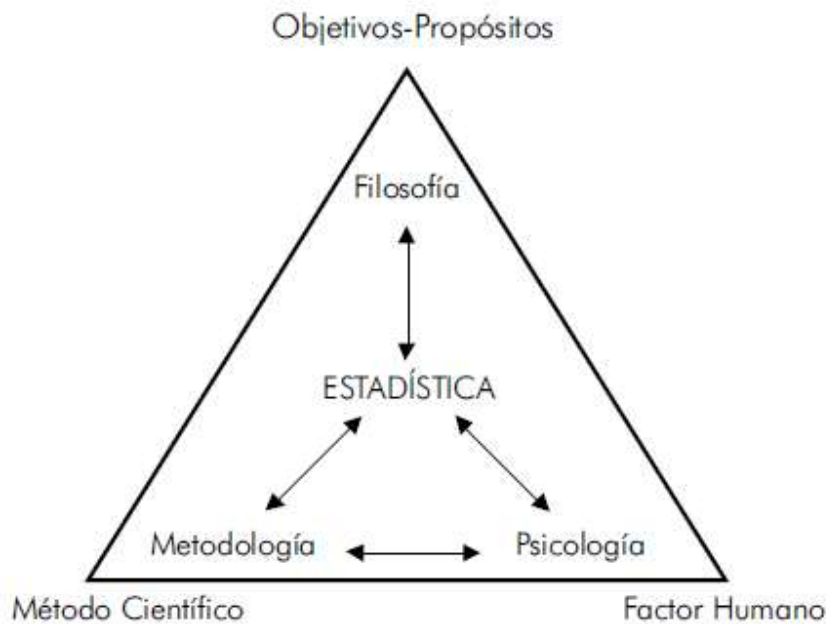 Objetivos-Propósitos
Filosofía
ESTADÍSTICA
Metodología
Psicología
Método Científico
Factor Humano